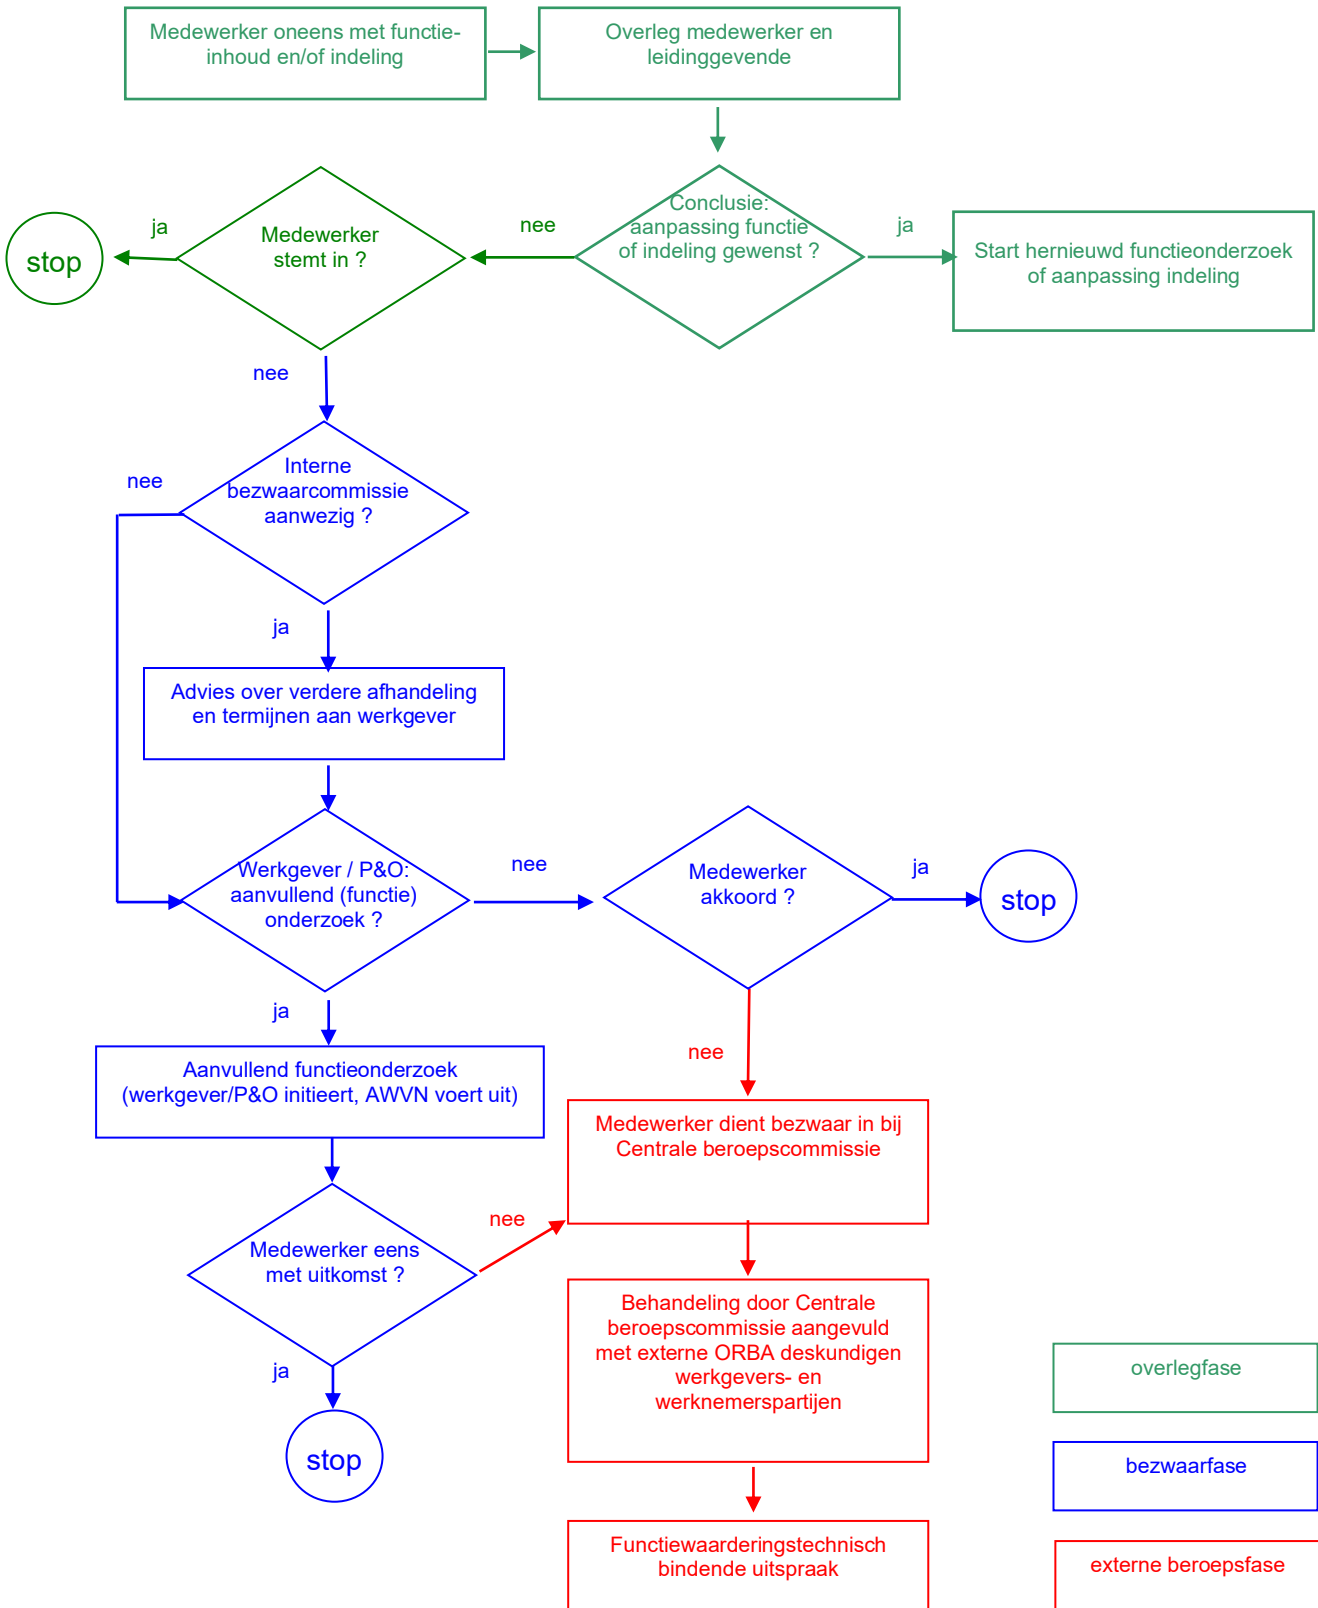 Medewerker oneens met functie-
inhoud en/of indeling
Overleg medewerker en
leidinggevende
Conclusie:
aanpassing functie
of indeling gewenst ?
ja
Start hernieuwd functieonderzoek
of aanpassing indeling
nee
Medewerker
stemt in ?
ja
stop
nee
Interne
bezwaarcommissie
aanwezig ?
nee
ja
Advies over verdere afhandeling
en termijnen aan werkgever
Werkgever / P&O:
aanvullend (functie)
onderzoek ?
nee
Medewerker
akkoord ?
ja
stop
ja
nee
Aanvullend functieonderzoek
(werkgever/P&O initieert, AWVN voert uit)
Medewerker dient bezwaar in bij
Centrale beroepscommissie
Medewerker eens
met uitkomst ?
nee
ja
stop
Behandeling door Centrale
beroepscommissie aangevuld
met externe ORBA deskundigen
werkgevers- en
werknemerspartijen
Functiewaarderingstechnisch
bindende uitspraak
overlegfase
bezwaarfase
externe beroepsfase